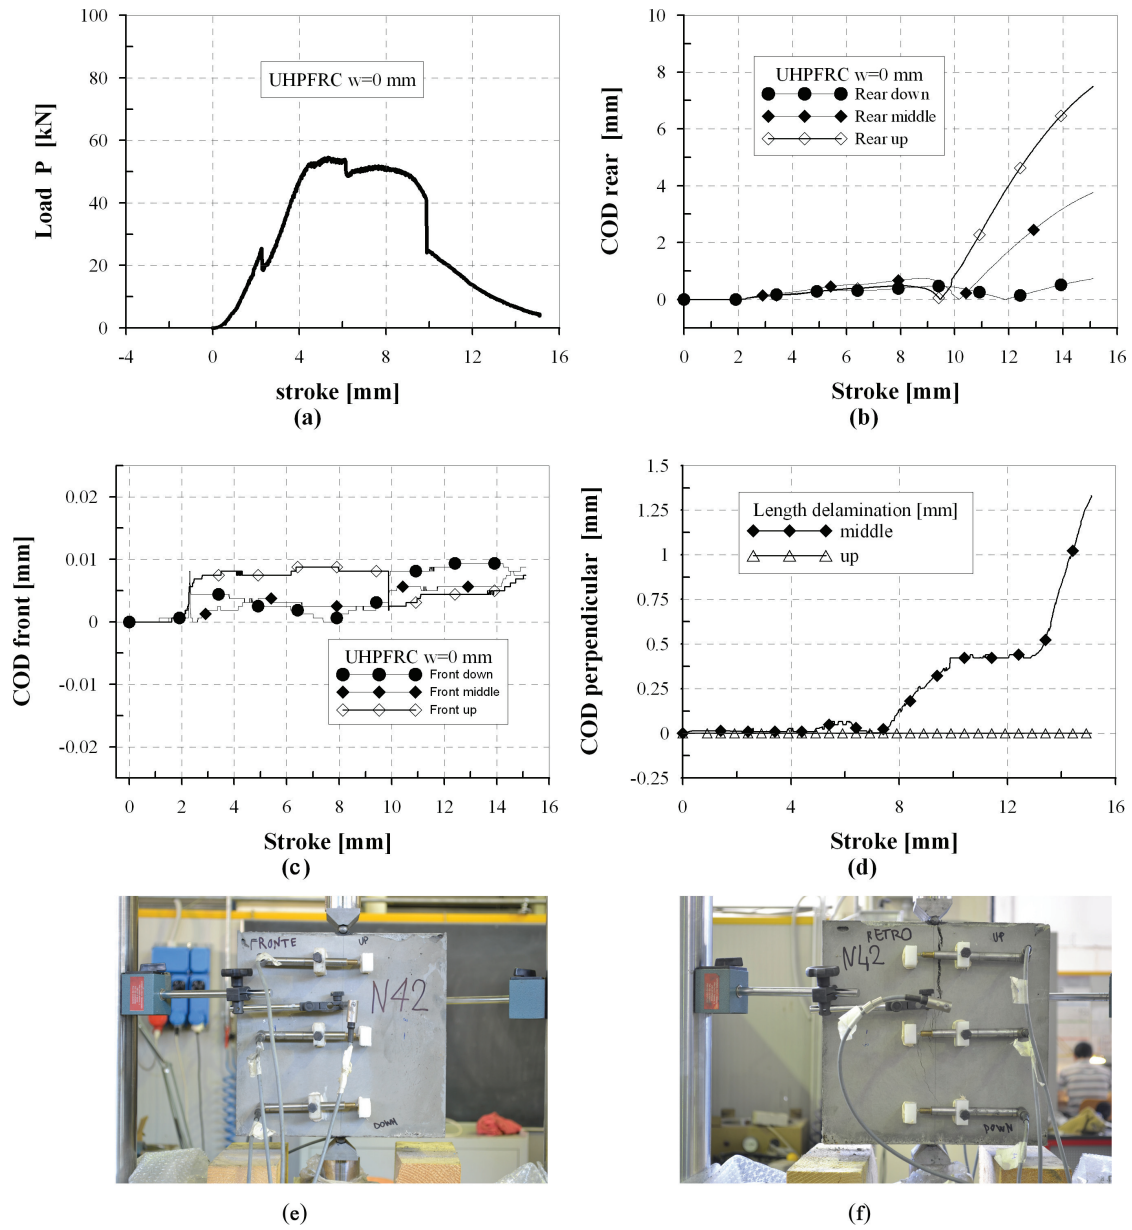 100
80
60
40
20
0
-4 0 4 8 12 16
Load P [kN]
stroke [mm]
UHPFRC w=0 mm
(a)
10
8
6
4
2
0
0 2 4 6 8 10 12 14 16
COD rear [mm]
Stroke [mm]
UHPFRC w=0 mm
Rear down
Rear middle
Rear up
(b)
0.02
0.01
0
-0.01
-0.02
0 2 4 6 8 10 12 14 16
COD front [mm]
Stroke [mm]
UHPFRC w=0 mm
Front down
Front middle
Front up
(c)
1.5
1.25
1
0.75
0.5
0.25
0
-0.25
0 4 8 12 16
COD perpendicular [mm]
Stroke [mm]
Length delamination [mm]
middle
up
(d)
FRONTE UP
N42
DOWN
(e)
RETRO UP
N42
DOWN
(f)